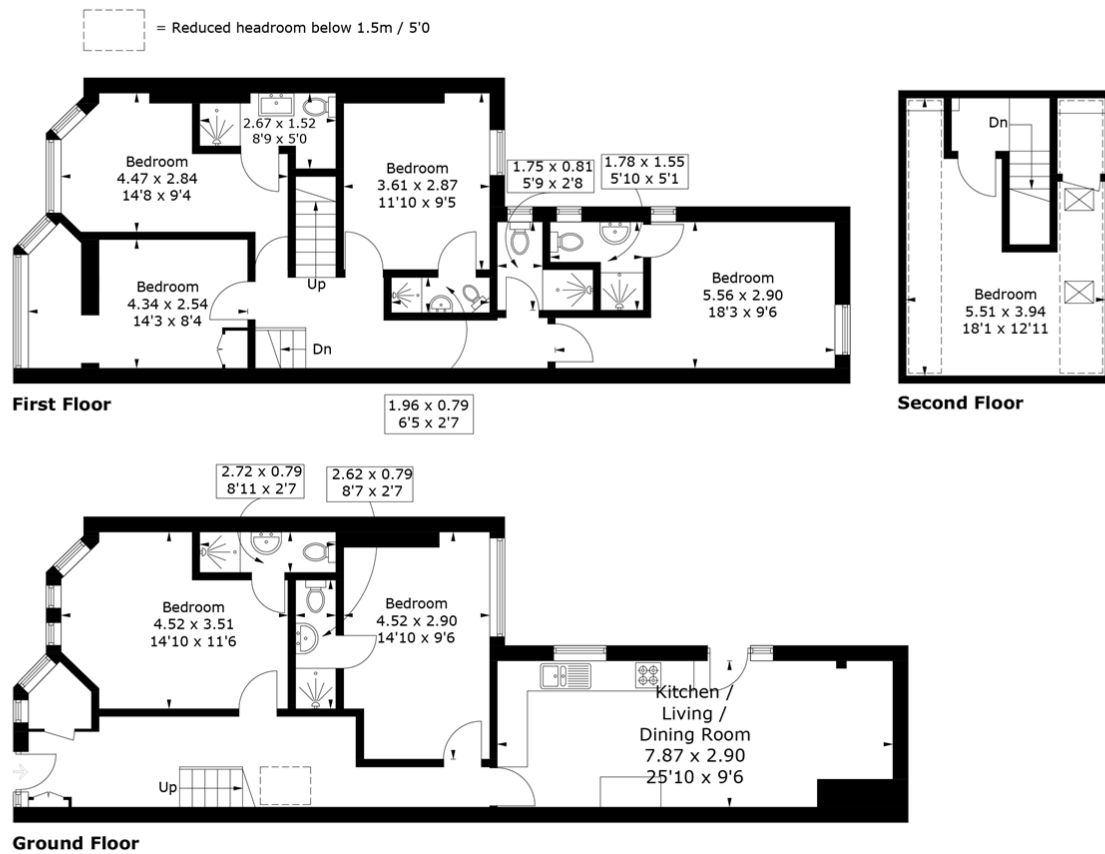 = Reduced headroom below 1.5m / 5'0
2.67 x 1.52
8'9 x 5'0
Bedroom
4.47 x 2.84
14'8 x 9'4
Bedroom
3.61 x 2.87
11'10 x 9'5
1.75 x 0.81
5'9 x 2'8
1.78 x 1.55
5'10 x 5'1
Bedroom
4.34 x 2.54
14'3 x 8'4
Up
Dn
Bedroom
5.56 x 2.90
18'3 x 9'6
1.96 x 0.79
6'5 x 2'7
First Floor
Dn
Bedroom
5.51 x 3.94
18'1 x 12'11
Second Floor
2.72 x 0.79
8'11 x 2'7
2.62 x 0.79
8'7 x 2'7
Bedroom
4.52 x 3.51
14'10 x 11'6
Bedroom
4.52 x 2.90
14'10 x 9'6
Kitchen /
Living /
Dining Room
7.87 x 2.90
25'10 x 9'6
Up
Ground Floor